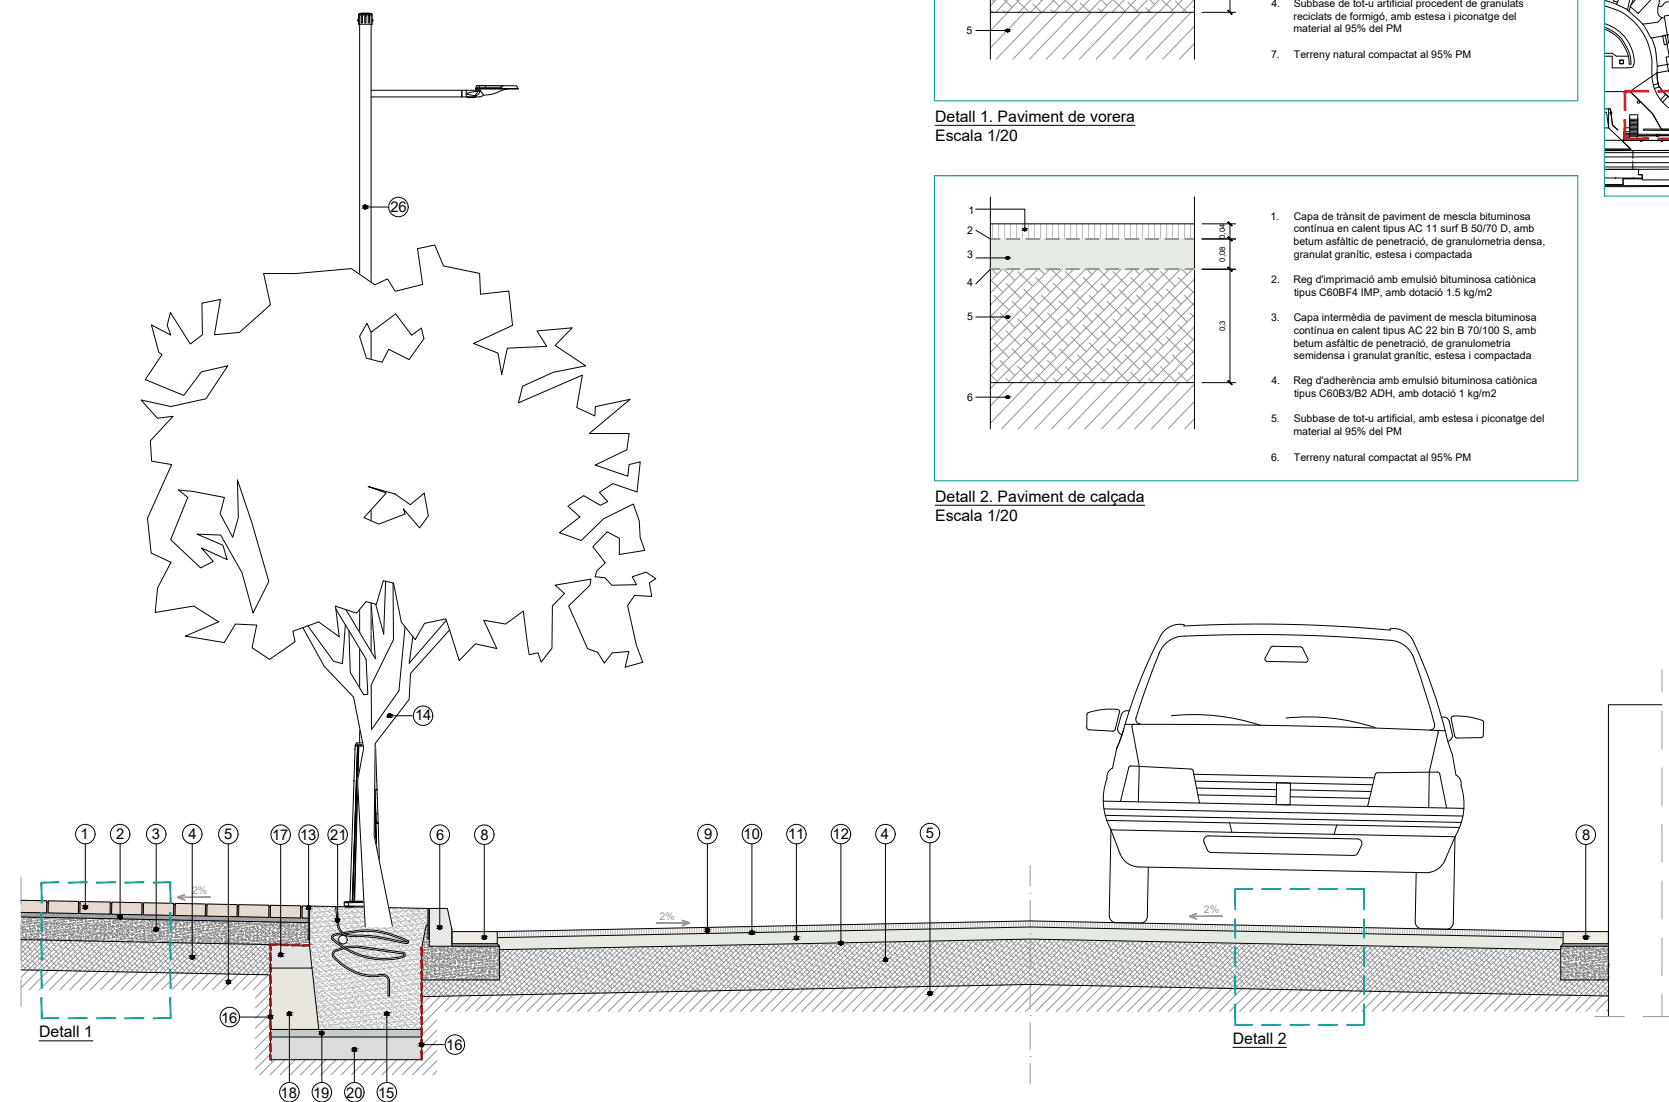 5
4. Subbase de tot-u artificial procedent de granulats
reciclats de formigó, amb estesa i piconatge del
material al 95% del PM
7. Terreny natural compactat al 95% PM
Detall 1. Paviment de vorera
Escala 1/20
1
2
3
4
5
6
0,04
0,08
0,3
1. Capa de trànsit de paviment de mescla bituminosa
contínua en calent tipus AC 11 surf B 50/70 D, amb
betum asfàltic de penetració, de granulometria densa,
granulat granític, estesa i compactada
2. Reg d'imprimació amb emulsió bituminosa catiònica
tipus C60BF4 IMP, amb dotació 1.5 kg/m2
3. Capa intermèdia de paviment de mescla bituminosa
contínua en calent tipus AC 22 bin B 70/100 S, amb
betum asfàltic de penetració, de granulometria
semidensa i granulat granític, estesa i compactada
4. Reg d'adherència amb emulsió bituminosa catiònica
tipus C60B3/B2 ADH, amb dotació 1 kg/m2
5. Subbase de tot-u artificial, amb estesa i piconatge del
material al 95% del PM
6. Terreny natural compactat al 95% PM
Detall 2. Paviment de calçada
Escala 1/20
26
14
1 2 3 4 5 17 13 21 6 8 9 10 11 12 4 5 8
2%
2%
2%
16
16
Detall 1
Detall 2
18 19 20 15